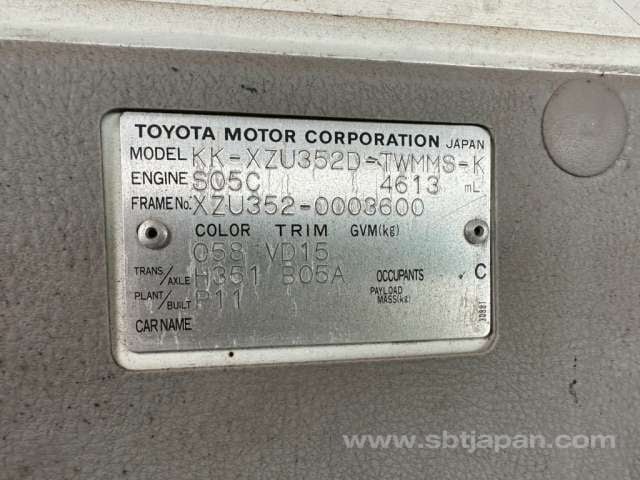 TOYOTA MOTOR CORPORATION JAPAN
MODEL KK-XZU352D-TWMMS-K
ENGINE S05C 4613 mL
FRAME No. XZU352-0003600
COLOR TRIM GVM(kg)
058 VD15
TRANS/AXLE H351 B05A OCCUPANTS C
PLANT/BUILT P11 PAYLOAD MASS(kg)
CAR NAME
www.sbtjapan.com